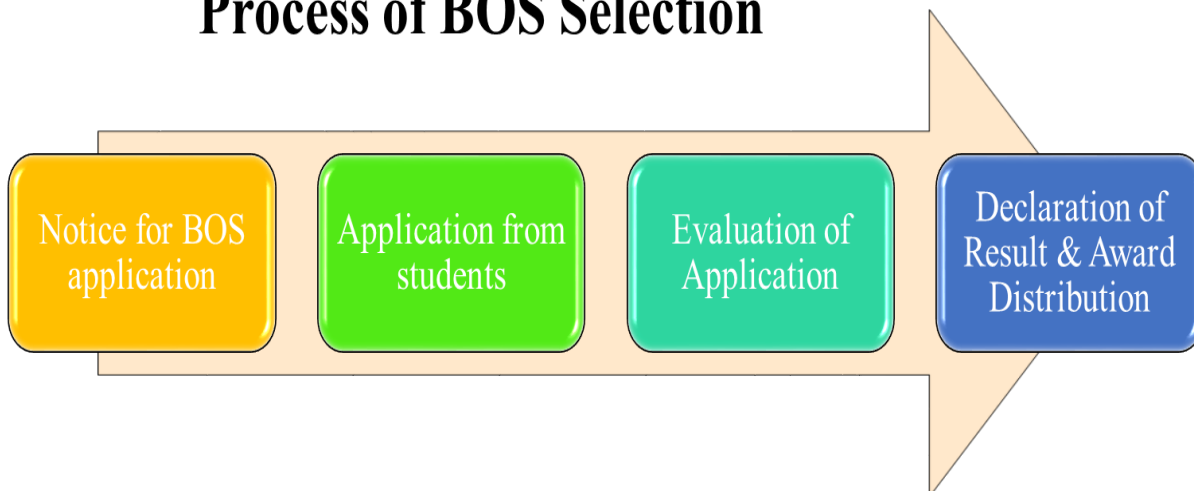 Process of BOS Selection
Notice for BOS
application
Application from
students
Evaluation of
Application
Declaration of
Result & Award
Distribution